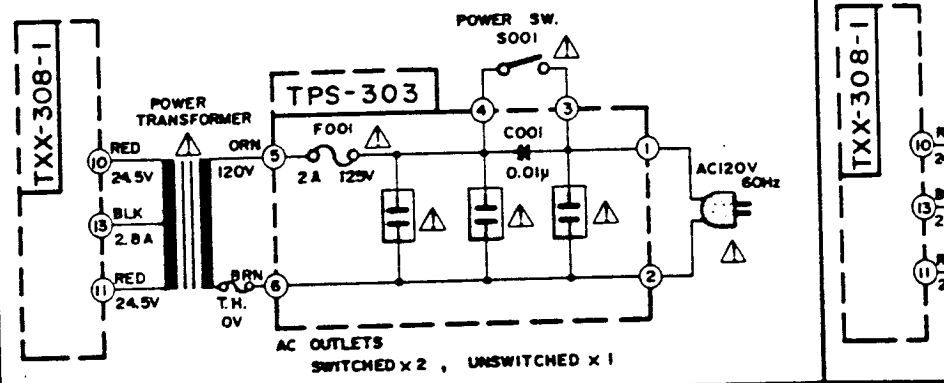 POWER SW.
S001
TXX-308-1
POWER
TRANSFORMER
TPS-303
4
3
F001
C001
10
RED
24.5V
ORN
120V
5
2A 125V
0.01µ
1
AC120V
60Hz
13
BLK
2.8A
11
RED
24.5V
BRN
T.H.
0V
6
2
AC OUTLETS
SWITCHED x 2 , UNSWITCHED x 1
TXX-308-1
10
13
11